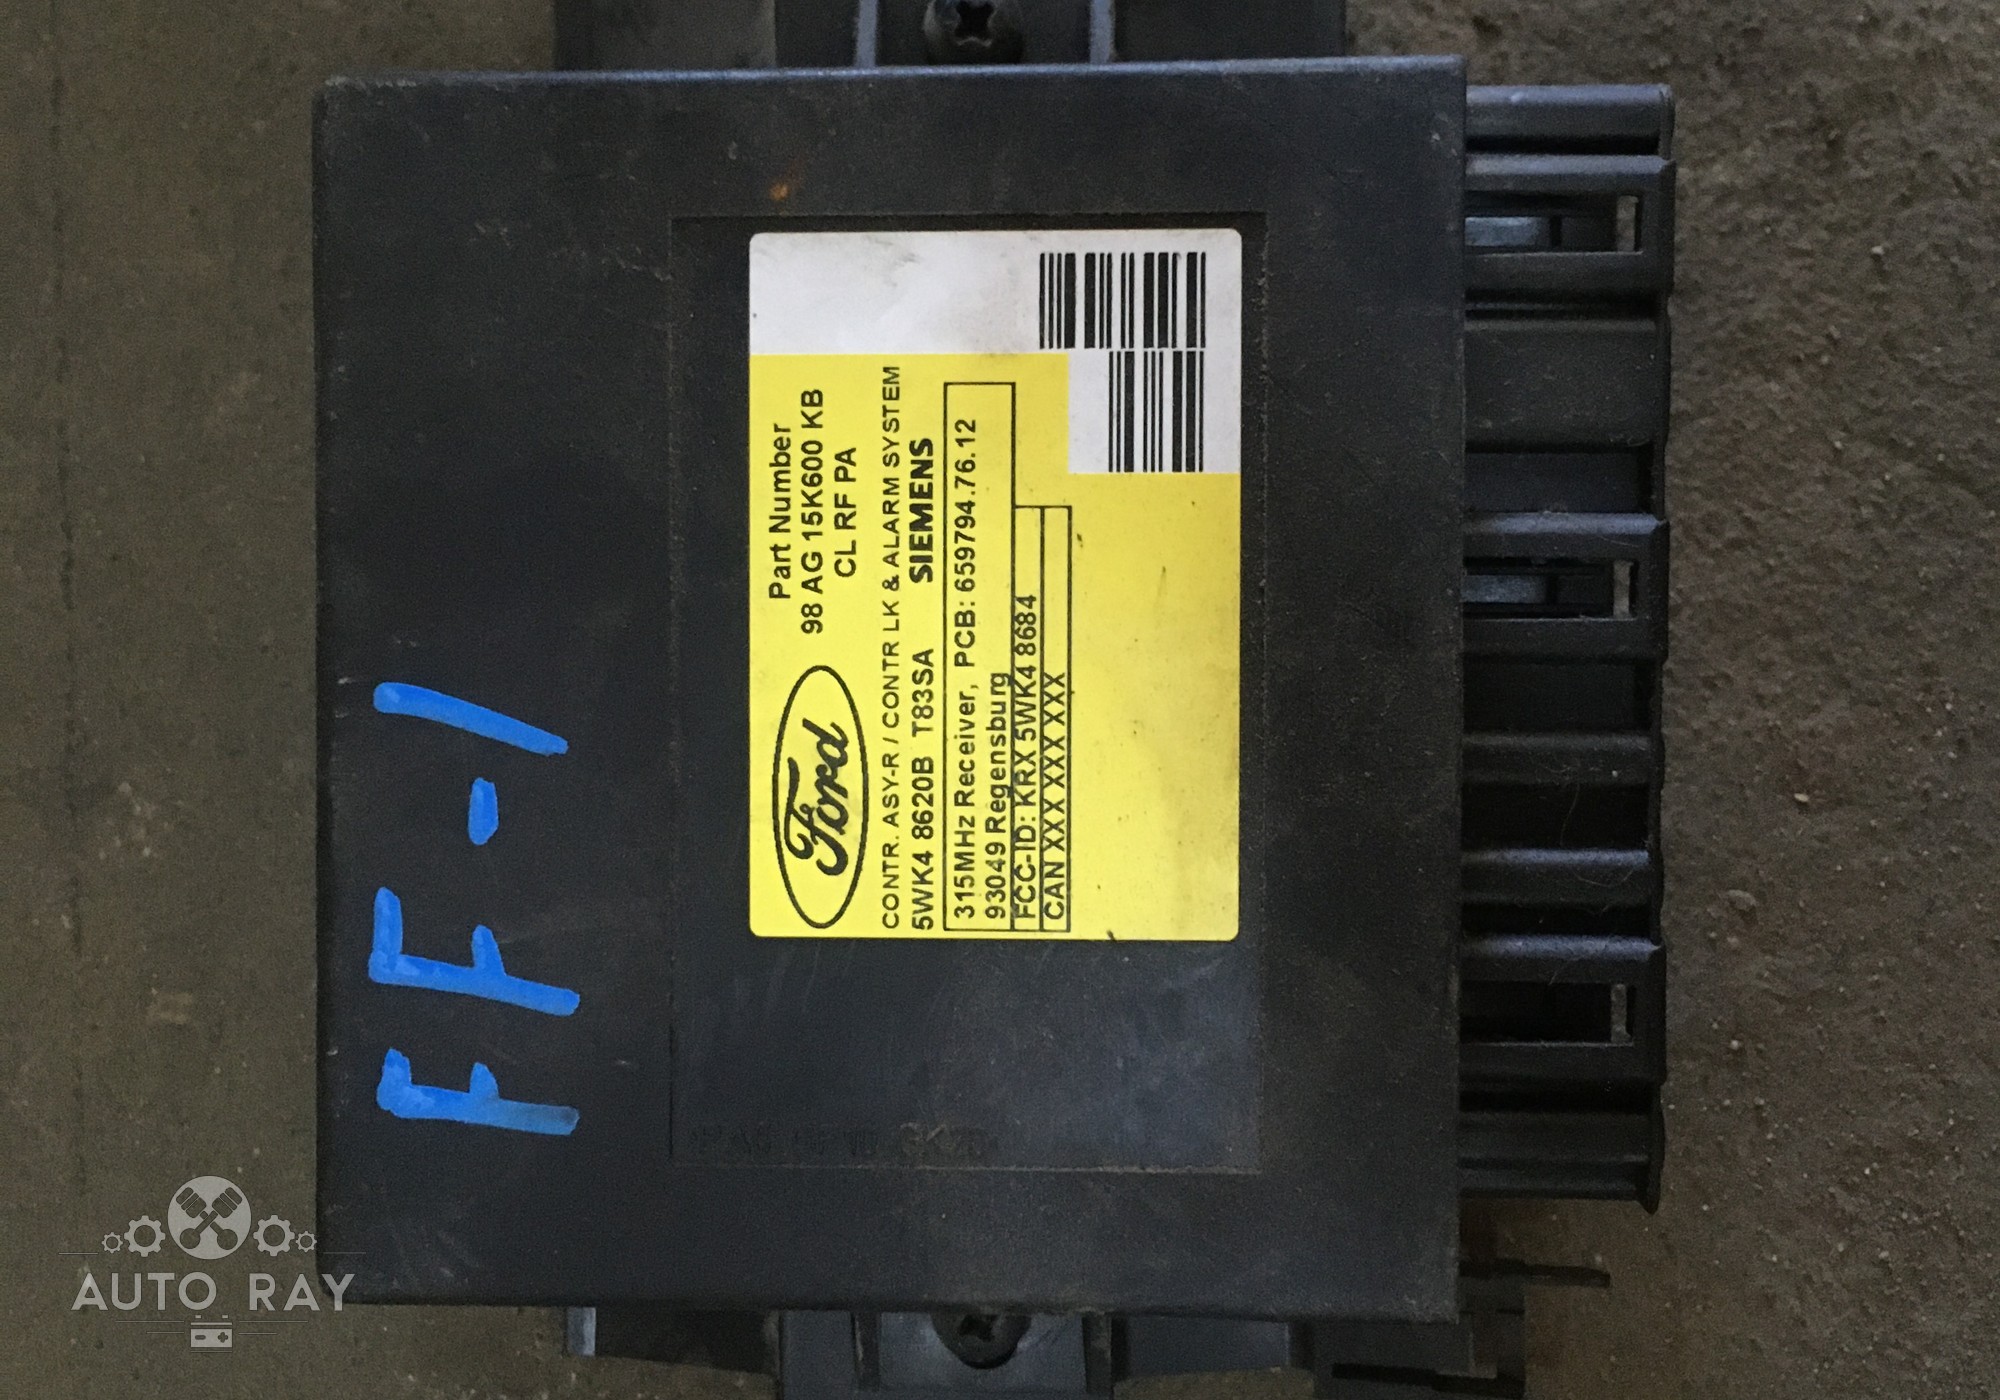 FF-1
Ford
Part Number
98 AG 15K600 KB
CL RF PA
CONTR. ASY-R / CONTR LK & ALARM SYSTEM
5WK4 8620B T83SA SIEMENS
315MHz Receiver, PCB: 659794.76.12
93049 Regensburg
FCC-ID: KRX 5WK4 8684
CAN XXX XXX XXX
AUTO RAY